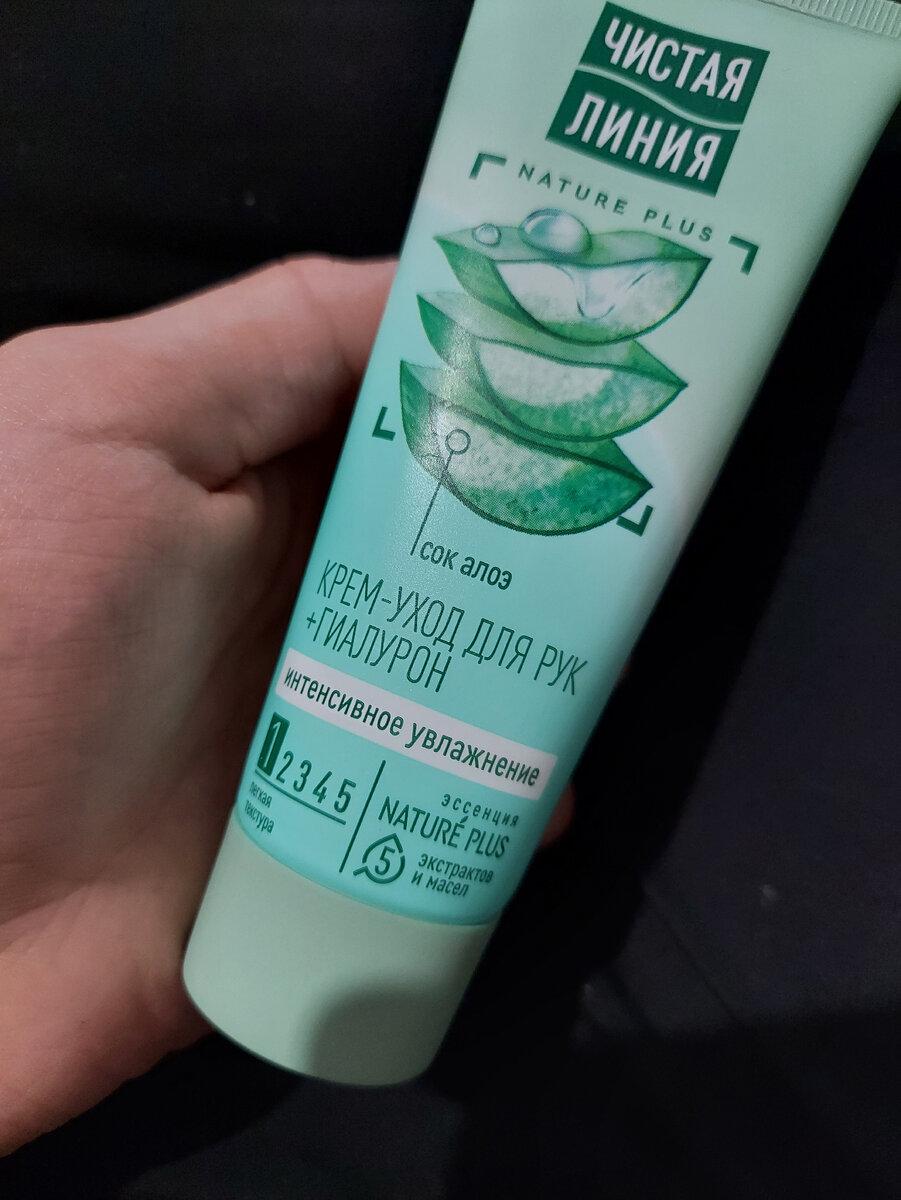 ЧИСТАЯ
ЛИНИЯ
NATURE PLUS
сок алоэ
КРЕМ-УХОД ДЛЯ РУК
+ГИАЛУРОН
интенсивное увлажнение
1 2 3 4 5
легкая
текстура
эссенция
NATURÉ PLUS
5 экстрактов
и масел